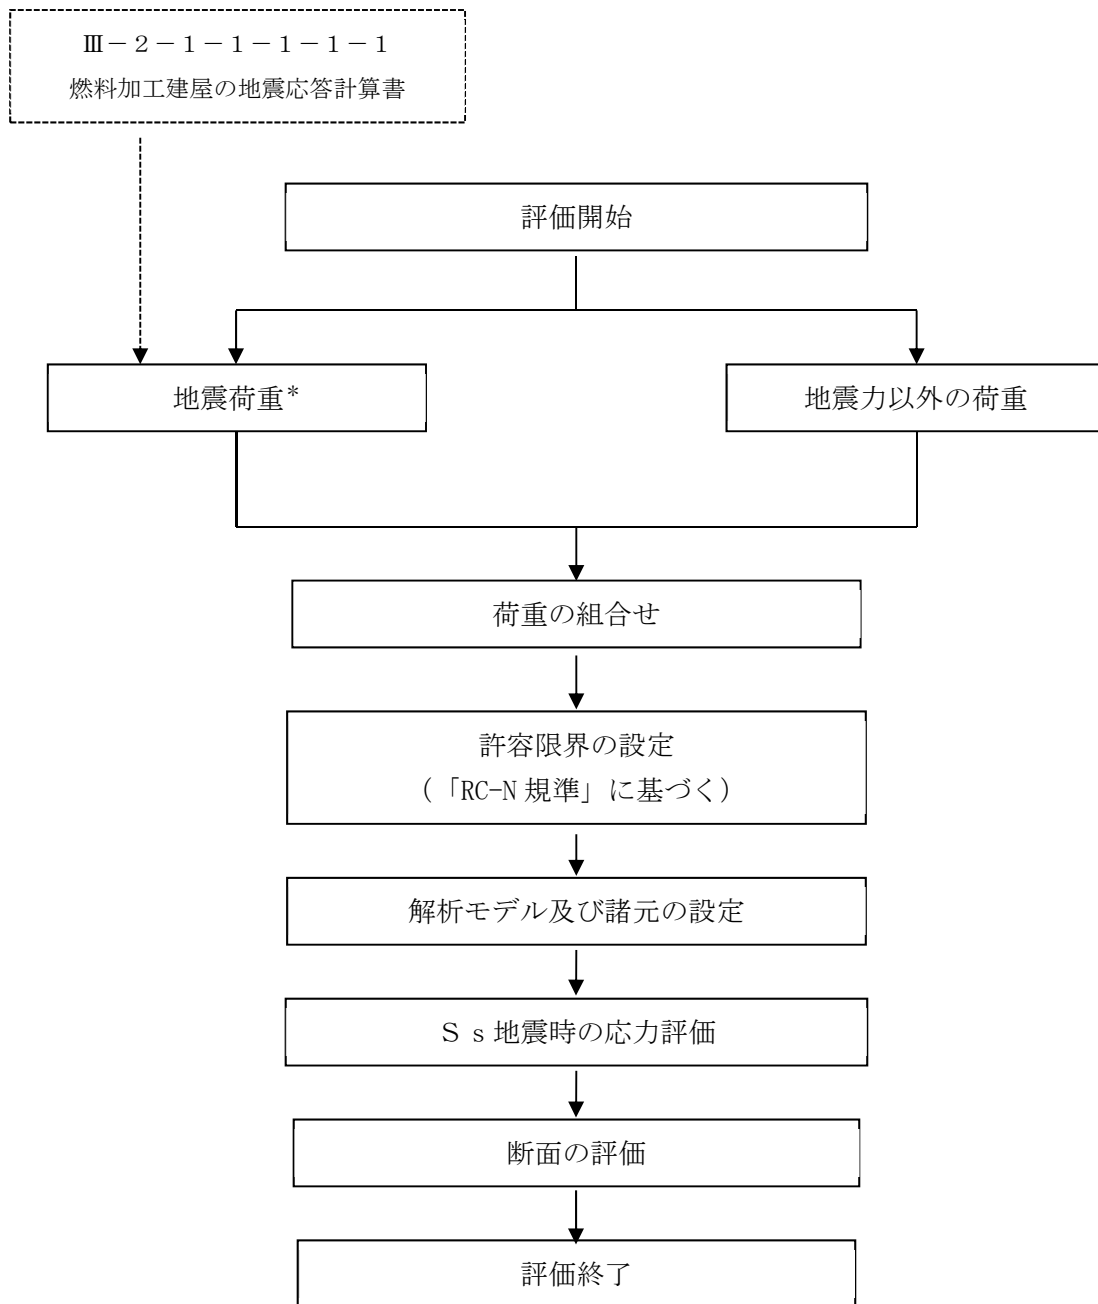 Ⅲ－２－１－１－１－１－１
燃料加工建屋の地震応答計算書
評価開始
地震荷重*
地震力以外の荷重
荷重の組合せ
許容限界の設定
（「RC-N 規準」に基づく）
解析モデル及び諸元の設定
Ｓｓ地震時の応力評価
断面の評価
評価終了